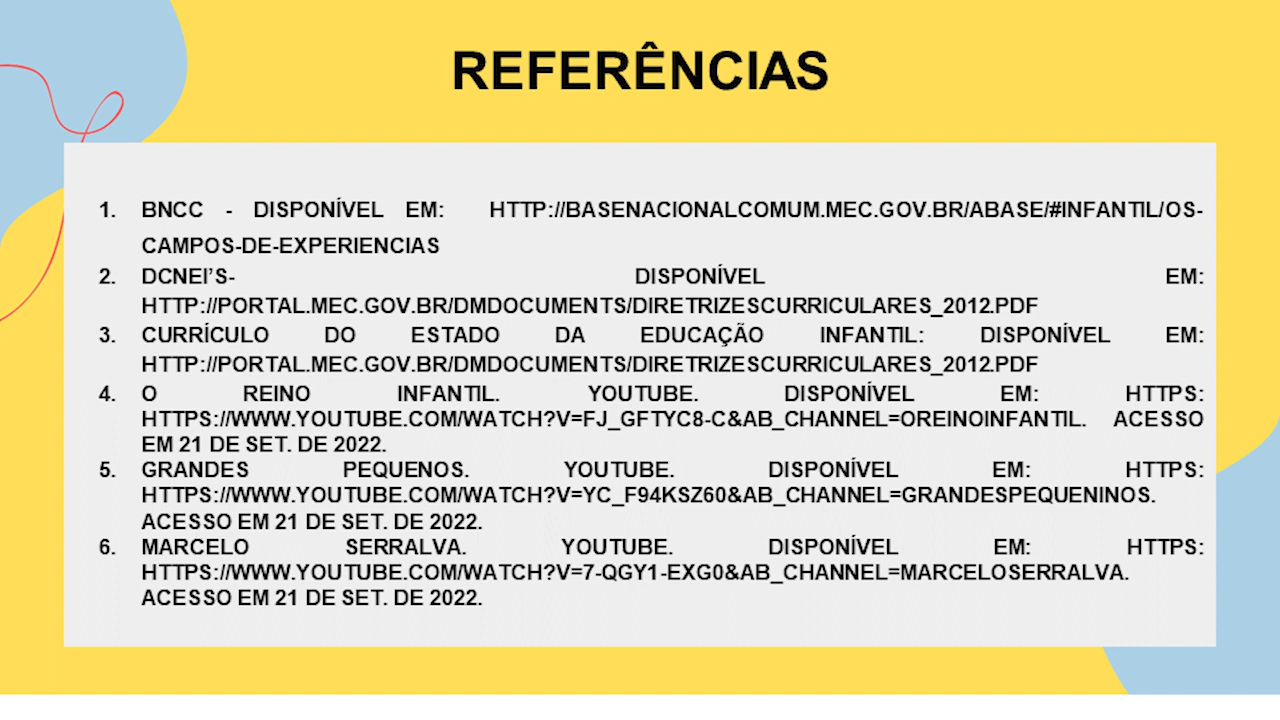 REFERÊNCIAS
1. BNCC - DISPONÍVEL EM: HTTP://BASENACIONALCOMUM.MEC.GOV.BR/ABASE/#INFANTIL/OS-
CAMPOS-DE-EXPERIENCIAS
2. DCNEI’S- DISPONÍVEL EM:
HTTP://PORTAL.MEC.GOV.BR/DMDOCUMENTS/DIRETRIZESCURRICULARES_2012.PDF
3. CURRÍCULO DO ESTADO DA EDUCAÇÃO INFANTIL: DISPONÍVEL EM:
HTTP://PORTAL.MEC.GOV.BR/DMDOCUMENTS/DIRETRIZESCURRICULARES_2012.PDF
4. O REINO INFANTIL. YOUTUBE. DISPONÍVEL EM: HTTPS:
HTTPS://WWW.YOUTUBE.COM/WATCH?V=FJ_GFTYC8-C&AB_CHANNEL=OREINOINFANTIL. ACESSO
EM 21 DE SET. DE 2022.
5. GRANDES PEQUENOS. YOUTUBE. DISPONÍVEL EM: HTTPS:
HTTPS://WWW.YOUTUBE.COM/WATCH?V=YC_F94KSZ60&AB_CHANNEL=GRANDESPEQUENINOS.
ACESSO EM 21 DE SET. DE 2022.
6. MARCELO SERRALVA. YOUTUBE. DISPONÍVEL EM: HTTPS:
HTTPS://WWW.YOUTUBE.COM/WATCH?V=7-QGY1-EXG0&AB_CHANNEL=MARCELOSERRALVA.
ACESSO EM 21 DE SET. DE 2022.